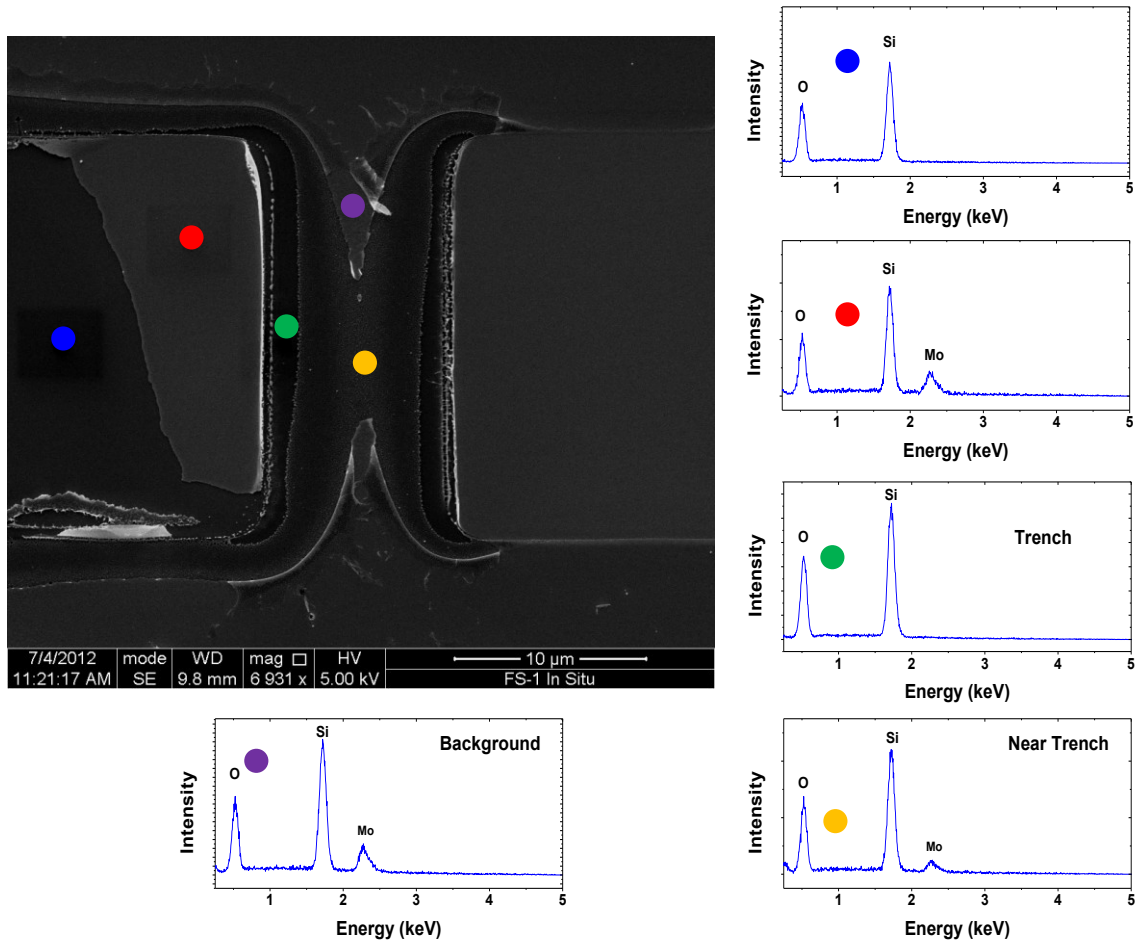 O
Si
Intensity
1
2
3
4
5
Energy (keV)
O
Si
Mo
Intensity
1
2
3
4
5
Energy (keV)
O
Si
Trench
Intensity
1
2
3
4
5
Energy (keV)
7/4/2012 mode WD mag □ HV 10 µm
11:21:17 AM SE 9.8 mm 6 931 x 5.00 kV FS-1 In Situ
O
Si
Mo
Background
Intensity
1
2
3
4
5
Energy (keV)
O
Si
Mo
Near Trench
Intensity
1
2
3
4
5
Energy (keV)